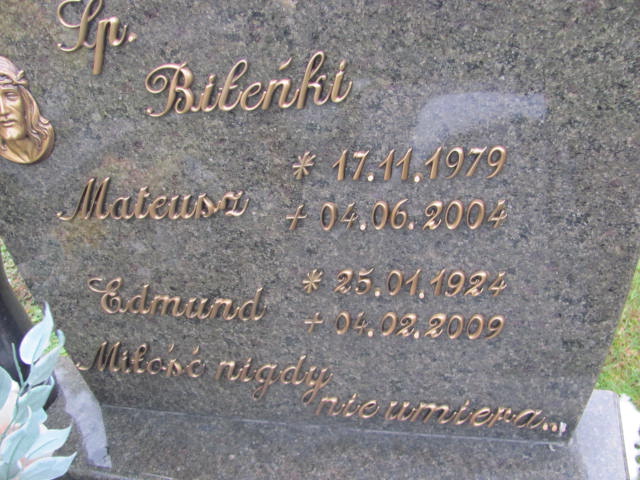 Śp.
Bileńki
Mateusz * 17.11.1979
+ 04.06.2004
Edmund * 25.01.1924
+ 04.02.2009
Miłość nigdy
nie umiera...